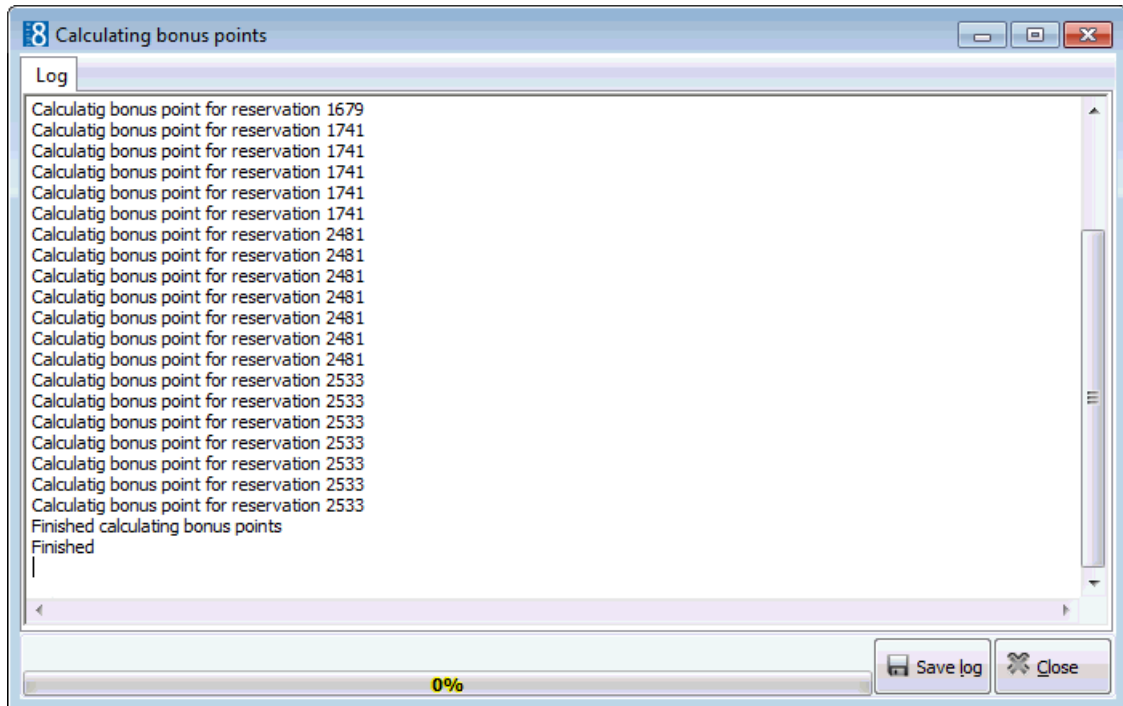 8 Calculating bonus points
Log
Calculatig bonus point for reservation 1679
Calculatig bonus point for reservation 1741
Calculatig bonus point for reservation 1741
Calculatig bonus point for reservation 1741
Calculatig bonus point for reservation 1741
Calculatig bonus point for reservation 1741
Calculatig bonus point for reservation 2481
Calculatig bonus point for reservation 2481
Calculatig bonus point for reservation 2481
Calculatig bonus point for reservation 2481
Calculatig bonus point for reservation 2481
Calculatig bonus point for reservation 2481
Calculatig bonus point for reservation 2481
Calculatig bonus point for reservation 2533
Calculatig bonus point for reservation 2533
Calculatig bonus point for reservation 2533
Calculatig bonus point for reservation 2533
Calculatig bonus point for reservation 2533
Calculatig bonus point for reservation 2533
Calculatig bonus point for reservation 2533
Finished calculating bonus points
Finished
Save log
Close
0%